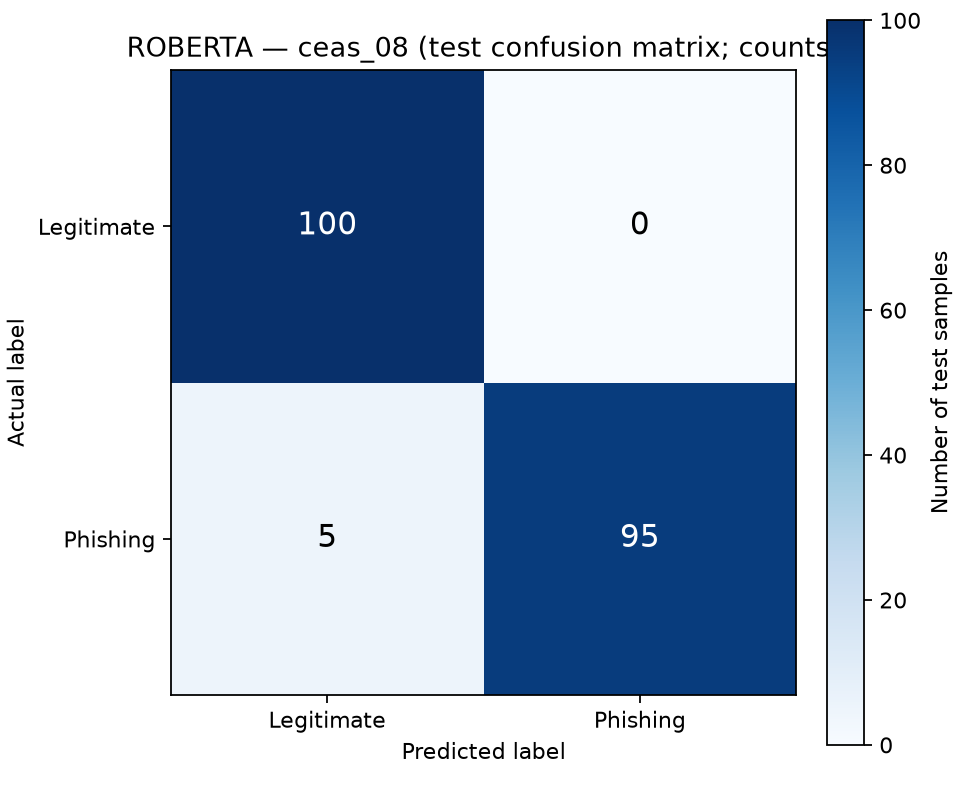 ROBERTA — ceas_08 (test confusion matrix; counts
100
80
60
40
20
0
Number of test samples
Actual label
Legitimate
100
0
Phishing
5
95
Legitimate
Phishing
Predicted label